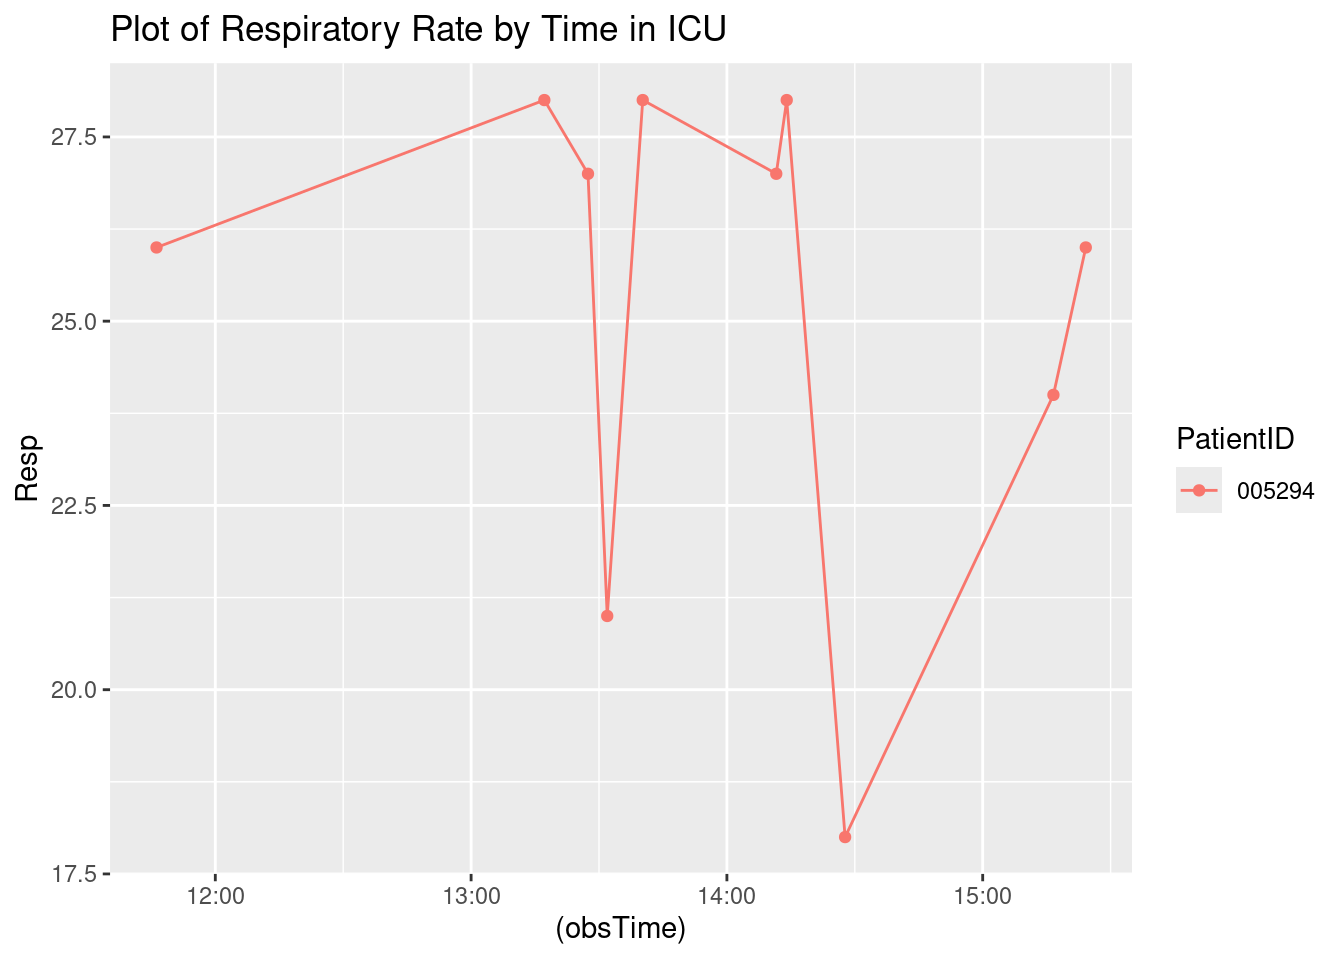 Plot of Respiratory Rate by Time in ICU
27.5
25.0
22.5
20.0
17.5
Resp
12:00 13:00 14:00 15:00
(obsTime)
PatientID
005294